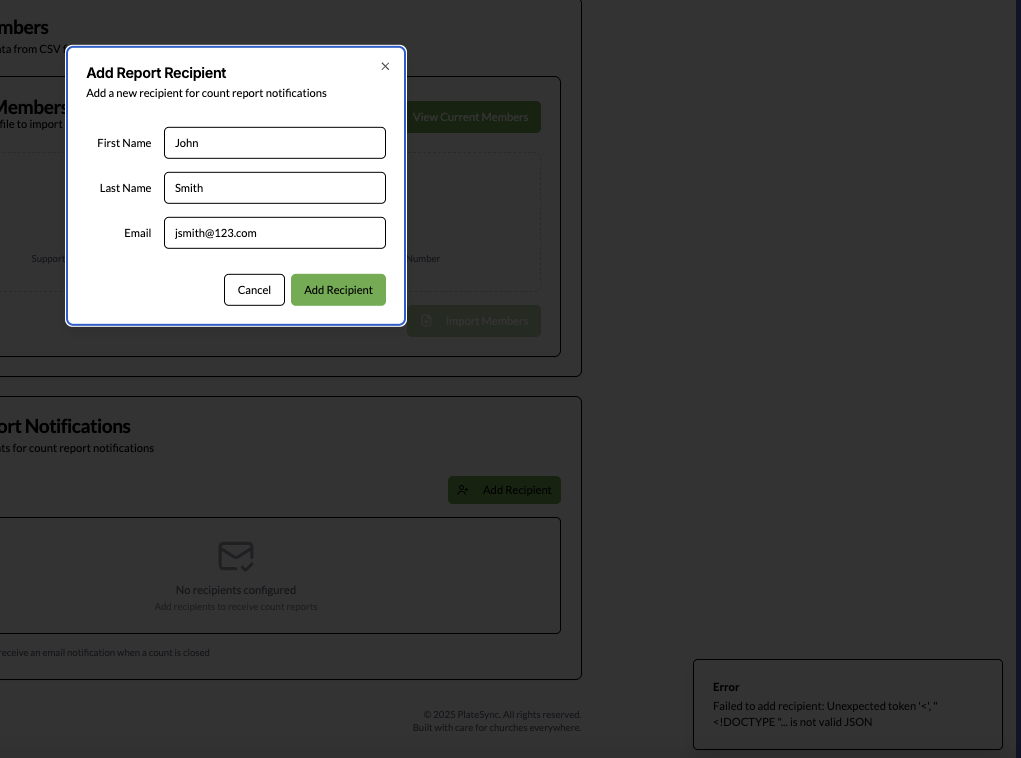 mbers
ta from CSV f
Add Report Recipient
Add a new recipient for count report notifications
First Name
John
Last Name
Smith
Email
jsmith@123.com
Cancel
Add Recipient
Members
file to import
View Current Members
Support
Number
Import Members
ort Notifications
ts for count report notifications
Add Recipient
No recipients configured
Add recipients to receive count reports
receive an email notification when a count is closed
© 2025 PlateSync. All rights reserved.
Built with care for churches everywhere.
Error
Failed to add recipient: Unexpected token '<', "
<!DOCTYPE "... is not valid JSON